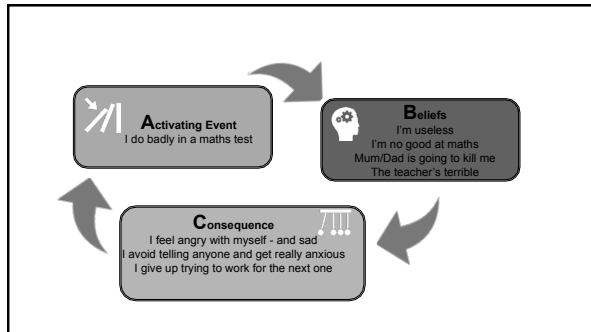 Activating Event
I do badly in a maths test
Beliefs
I'm useless
I'm no good at maths
Mum/Dad is going to kill me
The teacher's terrible
Consequence
I feel angry with myself - and sad
I avoid telling anyone and get really anxious
I give up trying to work for the next one